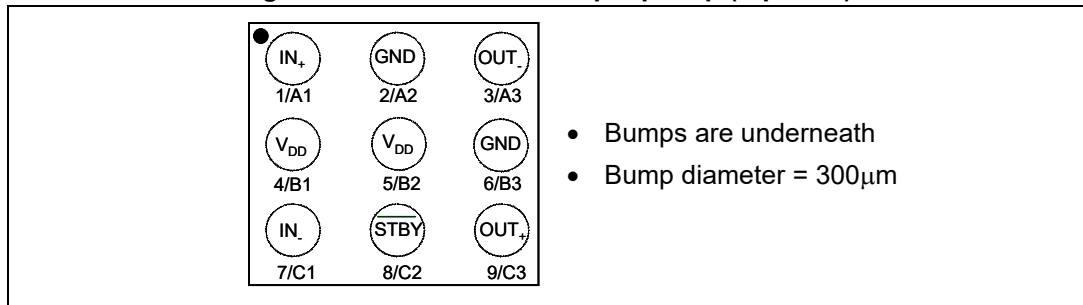 IN+ GND OUT-
1/A1 2/A2 3/A3
VDD VDD GND
4/B1 5/B2 6/B3
IN- STBY OUT+
7/C1 8/C2 9/C3
• Bumps are underneath
• Bump diameter = 300μm